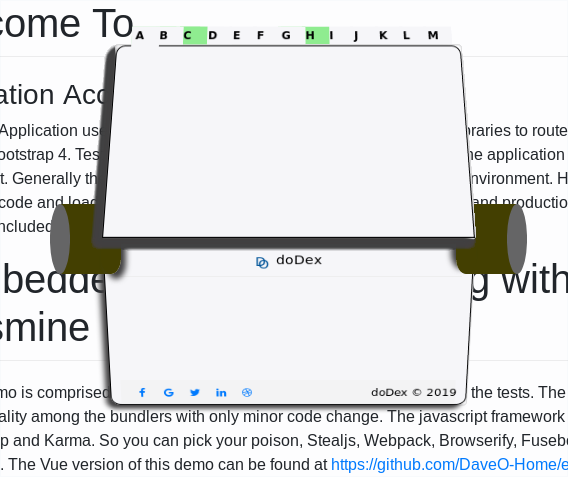 come To
A B C D E F G H I J K L M
ation Acc
Application use
braries to route
ootstrap 4. Tes
he application
t. Generally th
nvironment. H
code and load
and productio
included
doDex
bedde
g with
smine
doDex © 2019
mo is comprised
the tests. The
ality among the bundlers with only minor code change. The javascript framework
p and Karma. So you can pick your poison, Stealjs, Webpack, Browserify, Fusebo
. The Vue version of this demo can be found at https://github.com/DaveO-Home/e